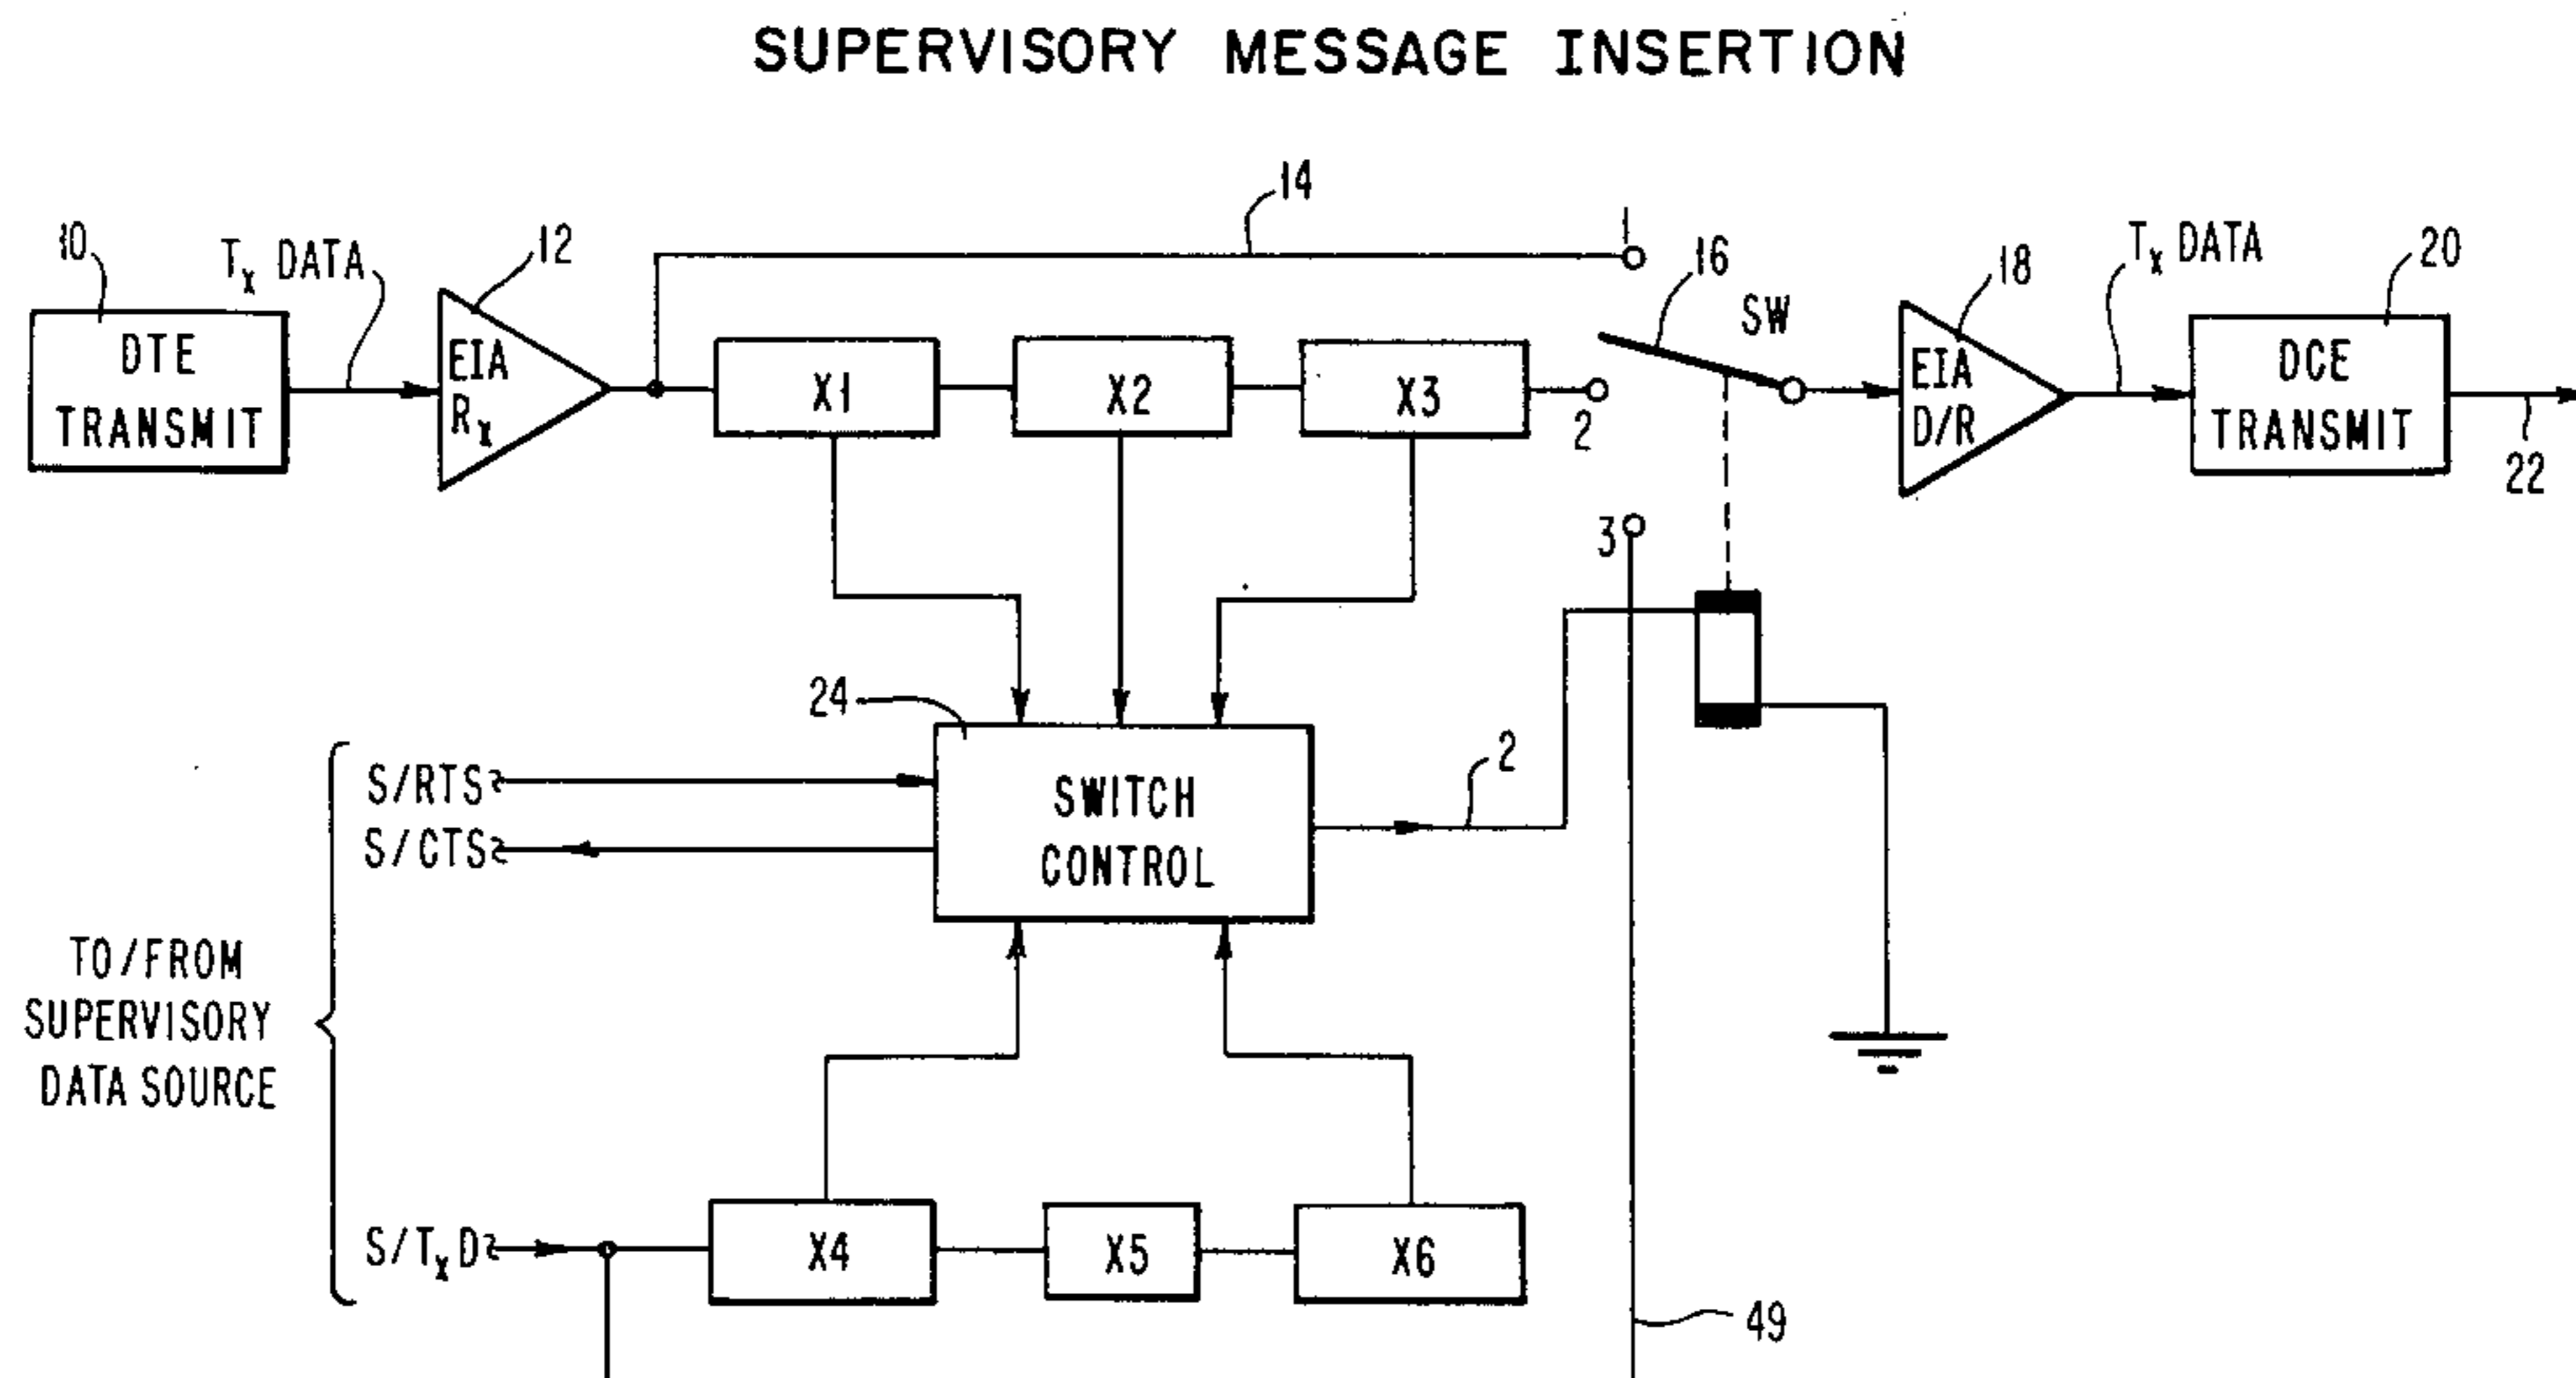 SUPERVISORY MESSAGE INSERTION
14
1
10
Tx DATA
12
16
SW
18
Tx DATA
20
DTE
TRANSMIT
EIA
Rx
X1
X2
X3
2
EIA
D/R
DCE
TRANSMIT
22
3
24
S/RTS
S/CTS
SWITCH
CONTROL
2
TO/FROM
SUPERVISORY
DATA SOURCE
S/TxD
X4
X5
X6
49